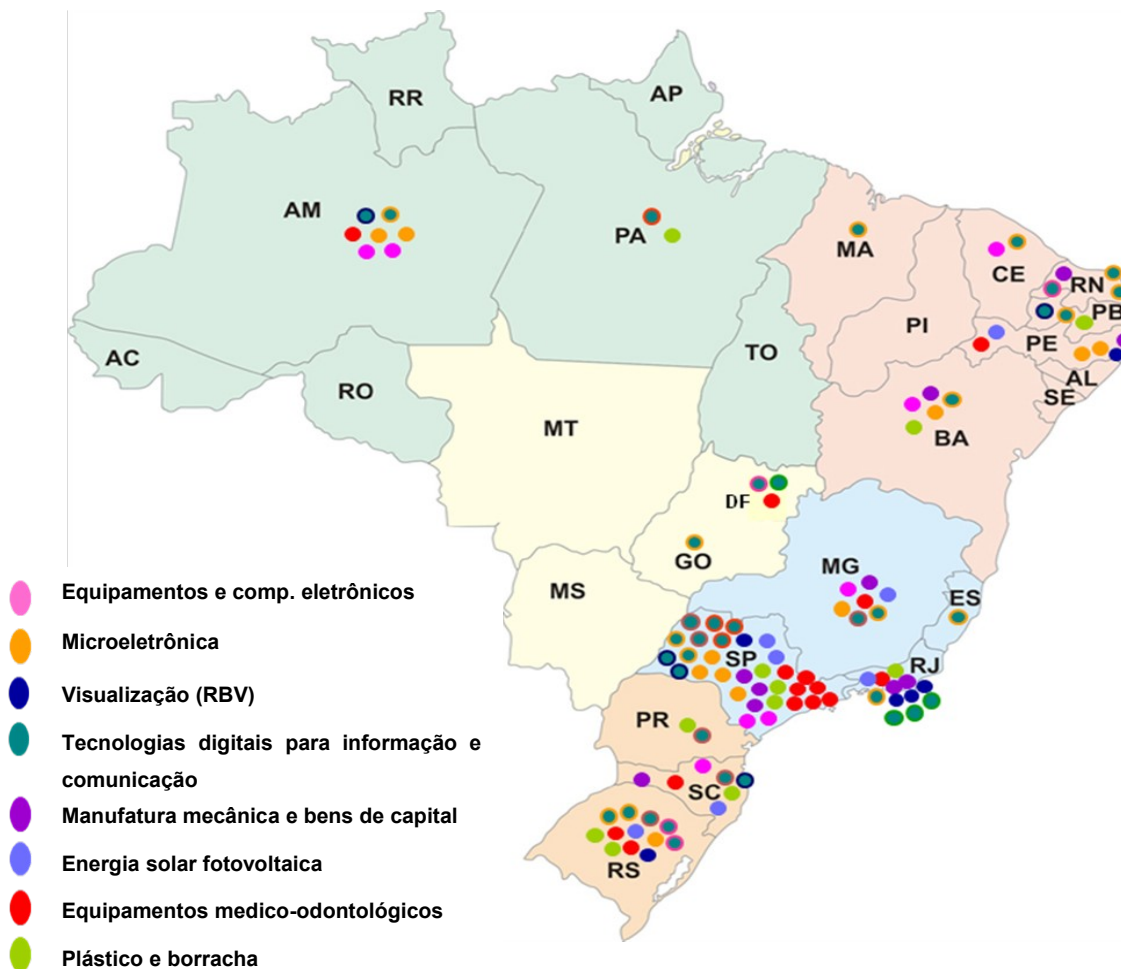 RR
AP
AM
PA
MA
CE
RN
PB
PI
PE
AC
TO
AL
RO
SE
MT
BA
DF
GO
MG
MS
ES
SP
RJ
PR
SC
RS
Equipamentos e comp. eletrônicos
Microeletrônica
Visualização (RBV)
Tecnologias digitais para informação e
comunicação
Manufatura mecânica e bens de capital
Energia solar fotovoltaica
Equipamentos medico-odontológicos
Plástico e borracha